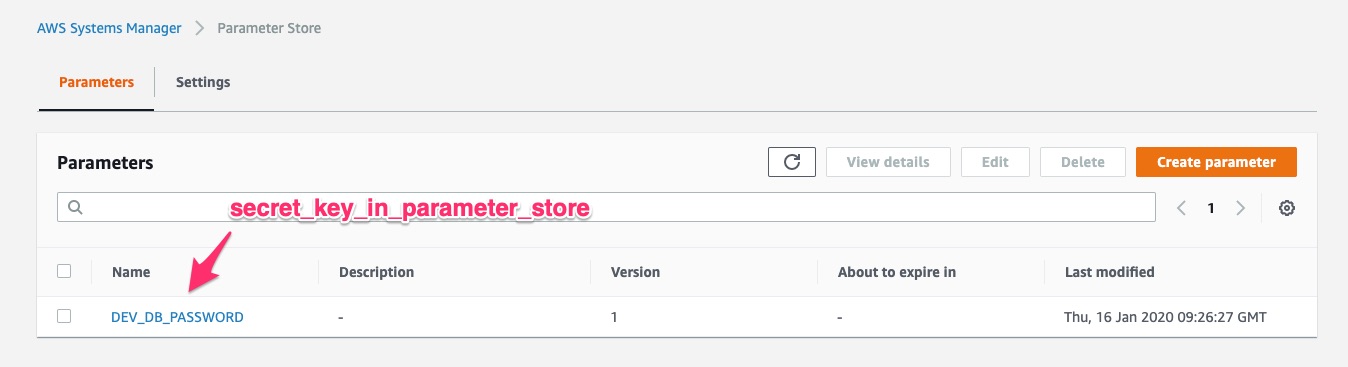 AWS Systems Manager > Parameter Store
Parameters Settings
Parameters View details Edit Delete Create parameter
secret_key_in_parameter_store 1
Name Description Version About to expire in Last modified
DEV_DB_PASSWORD - 1 - Thu, 16 Jan 2020 09:26:27 GMT